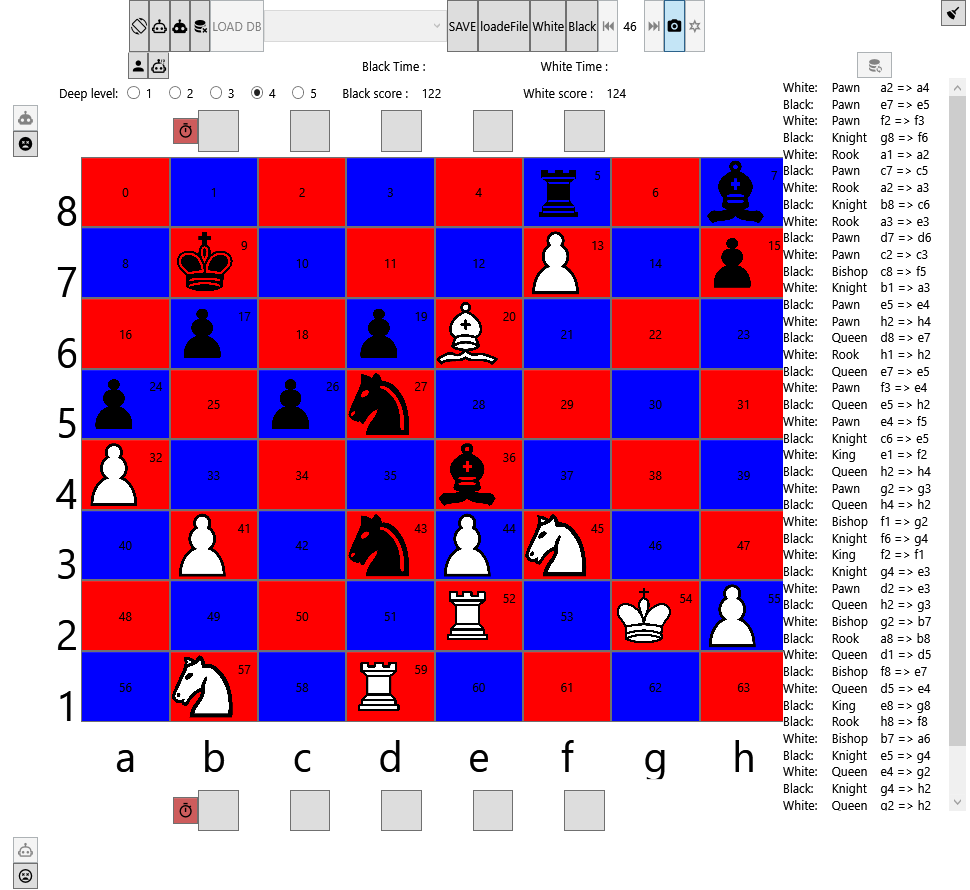 LOAD DB SAVE loadeFile White Black 46
Black Time : White Time :
Deep level: 1 2 3 4 5 Black score : 122 White score : 124
8 0 1 2 3 4 5 6 7
7 8 9 10 11 12 13 14 15
6 16 17 18 19 20 21 22 23
5 24 25 26 27 28 29 30 31
4 32 33 34 35 36 37 38 39
3 40 41 42 43 44 45 46 47
2 48 49 50 51 52 53 54 55
1 56 57 58 59 60 61 62 63
a b c d e f g h
White: Pawn a2 => a4
Black: Pawn e7 => e5
White: Pawn f2 => f3
Black: Knight g8 => f6
White: Rook a1 => a2
Black: Pawn c7 => c5
White: Rook a2 => a3
Black: Knight b8 => c6
White: Rook a3 => e3
Black: Pawn d7 => d6
White: Pawn c2 => c3
Black: Bishop c8 => f5
White: Knight b1 => a3
Black: Pawn e5 => e4
White: Pawn h2 => h4
Black: Queen d8 => e7
White: Rook h1 => h2
Black: Queen e7 => e5
White: Pawn f3 => e4
Black: Queen e5 => h2
White: Pawn e4 => f5
Black: Knight c6 => e5
White: King e1 => f2
Black: Queen h2 => h4
White: Pawn g2 => g3
Black: Queen h4 => h2
White: Bishop f1 => g2
Black: Knight f6 => g4
White: King f2 => f1
Black: Knight g4 => e3
White: Pawn d2 => e3
Black: Queen h2 => g3
White: Bishop g2 => b7
Black: Rook a8 => b8
White: Queen d1 => d5
Black: Bishop f8 => e7
White: Queen d5 => e4
Black: King e8 => g8
Black: Rook h8 => f8
White: Bishop b7 => a6
Black: Knight e5 => g4
White: Queen e4 => g2
Black: Knight g4 => h2
White: Queen g2 => h2